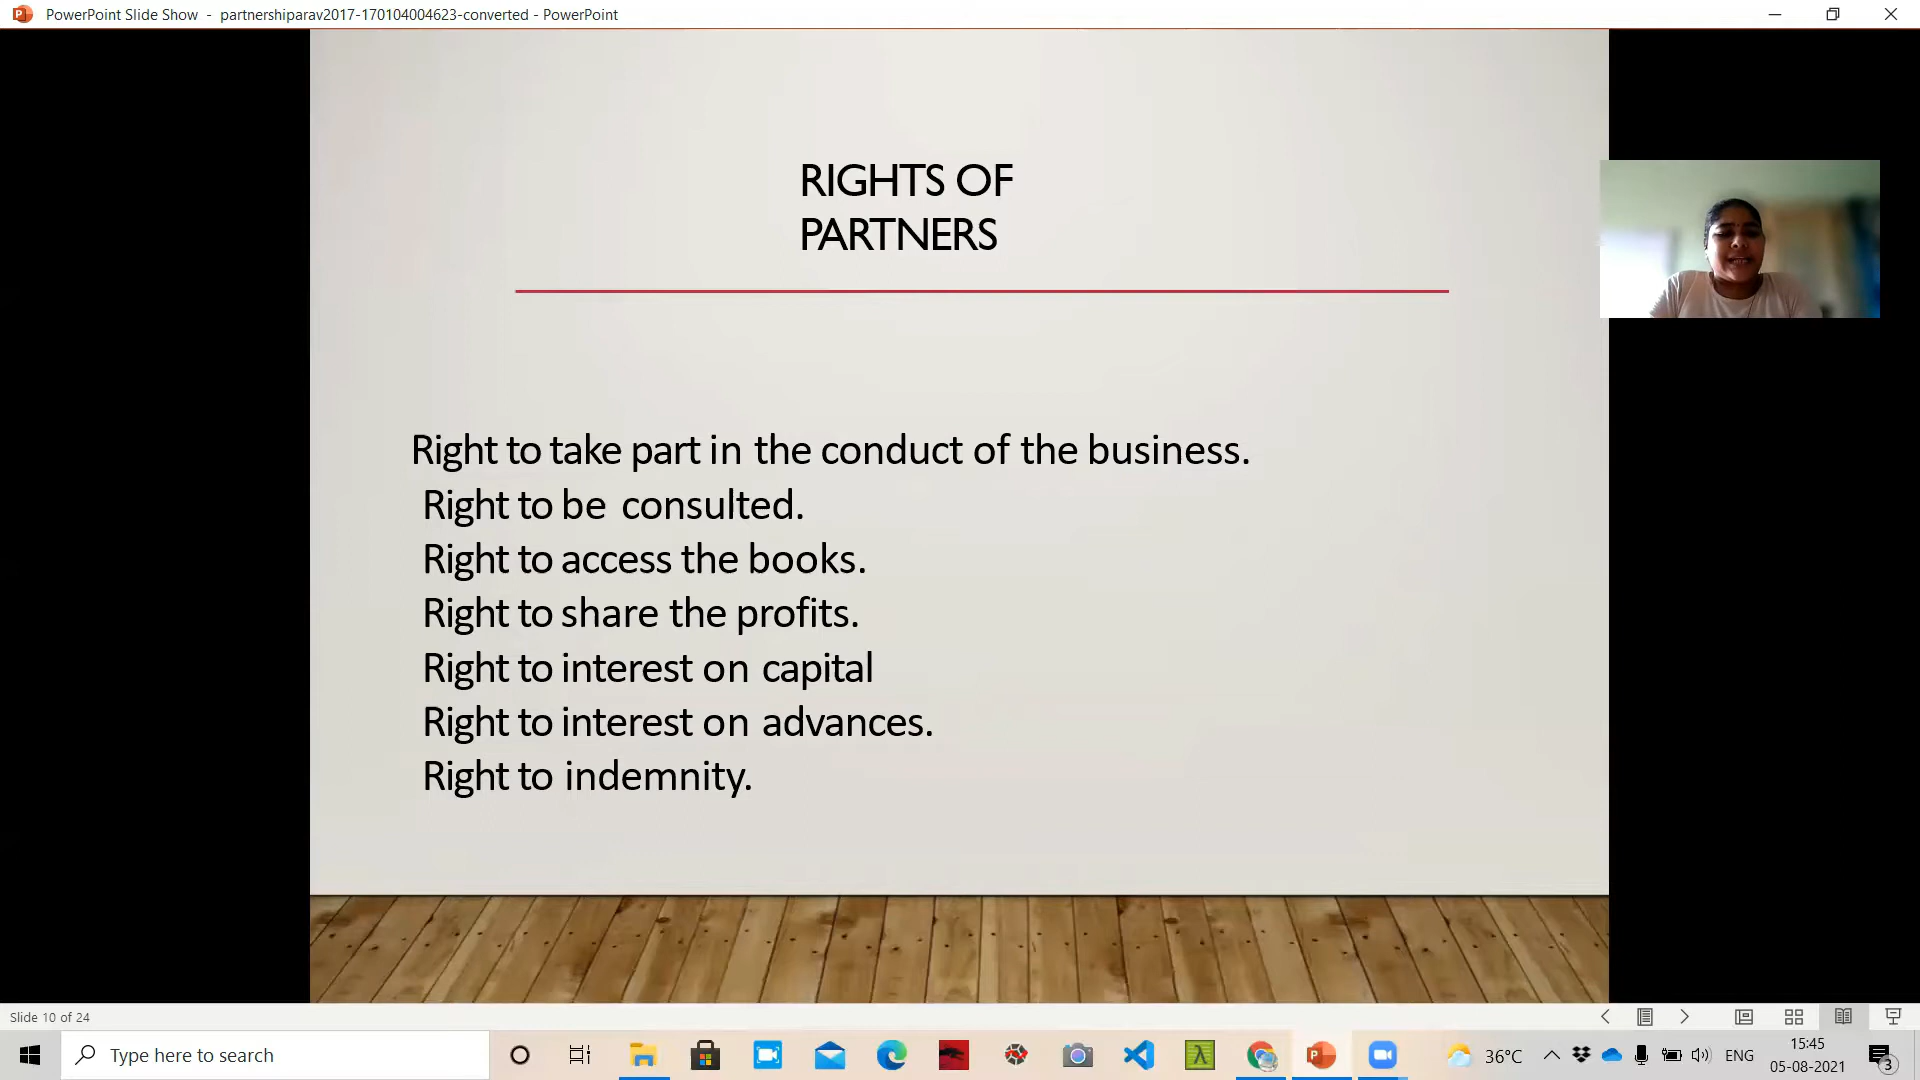 PowerPoint Slide Show - partnershiparav2017-170104004623-converted - PowerPoint
RIGHTS OF
PARTNERS
Right to take part in the conduct of the business.
Right to be consulted.
Right to access the books.
Right to share the profits.
Right to interest on capital
Right to interest on advances.
Right to indemnity.
Slide 10 of 24
Type here to search
36°C
ENG
15:45
05-08-2021
3